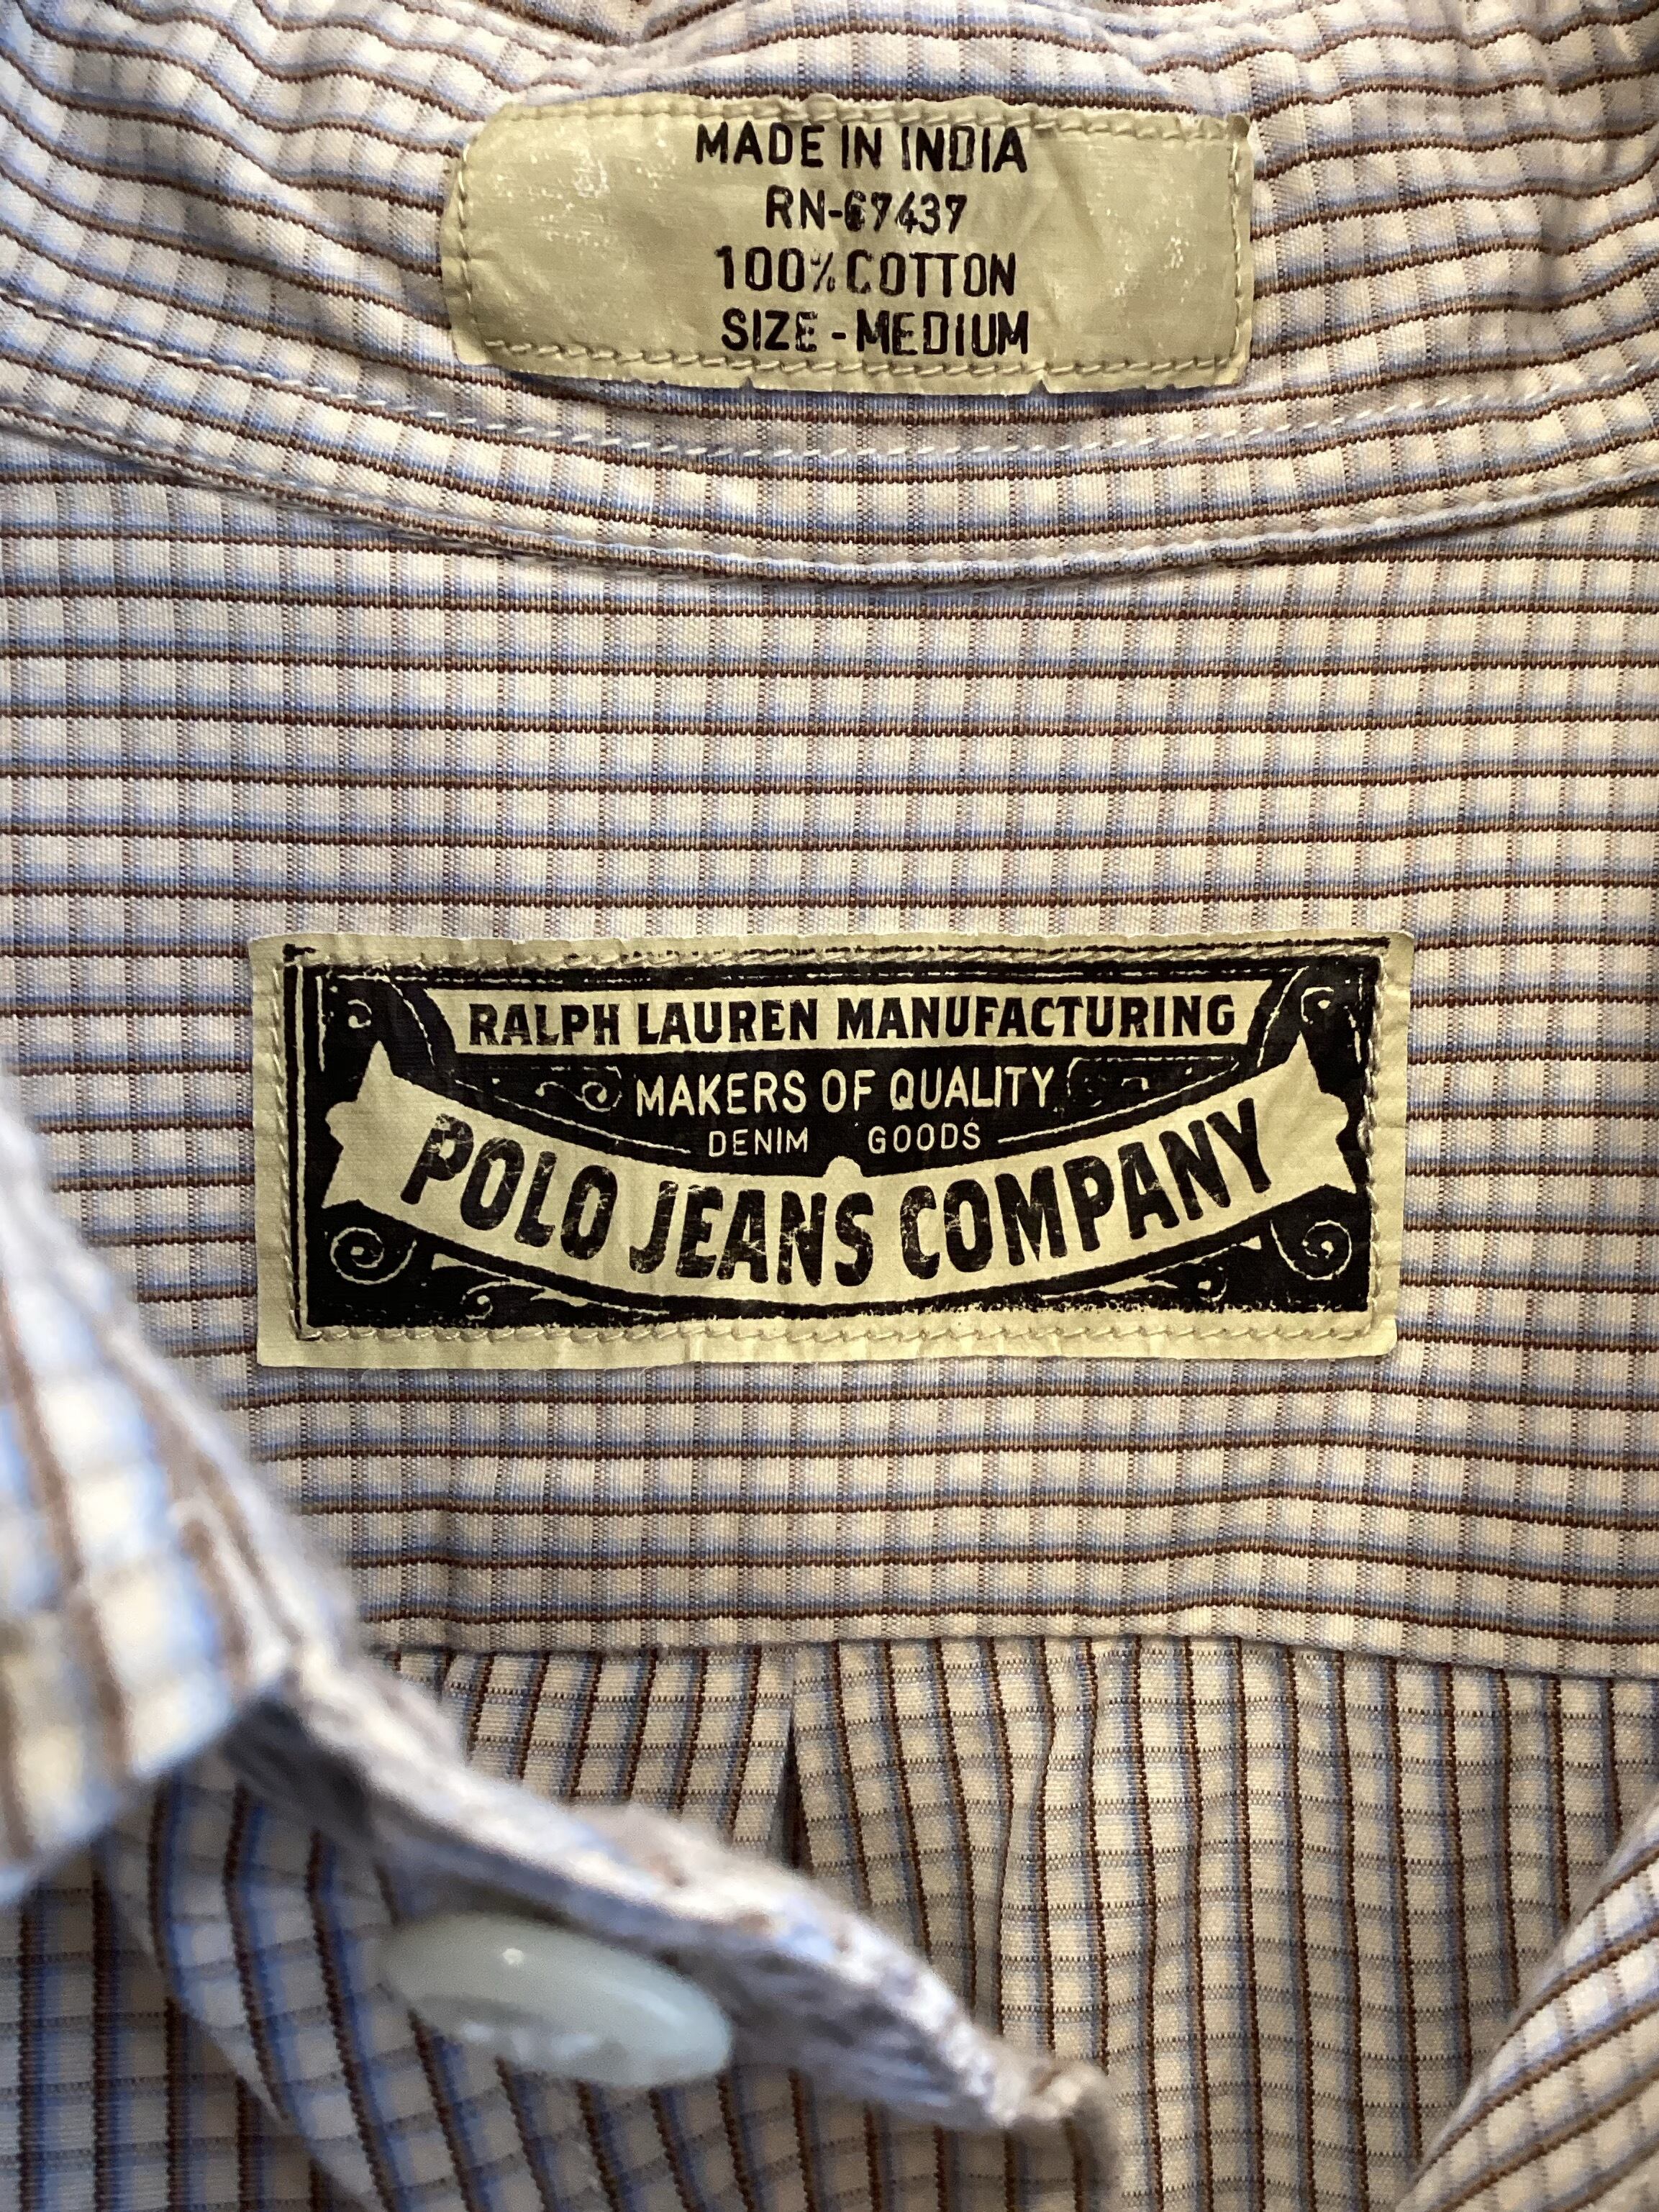 MADE IN INDIA
RN-67437
100% COTTON
SIZE - MEDIUM
RALPH LAUREN MANUFACTURING
MAKERS OF QUALITY
DENIM GOODS
POLO JEANS COMPANY